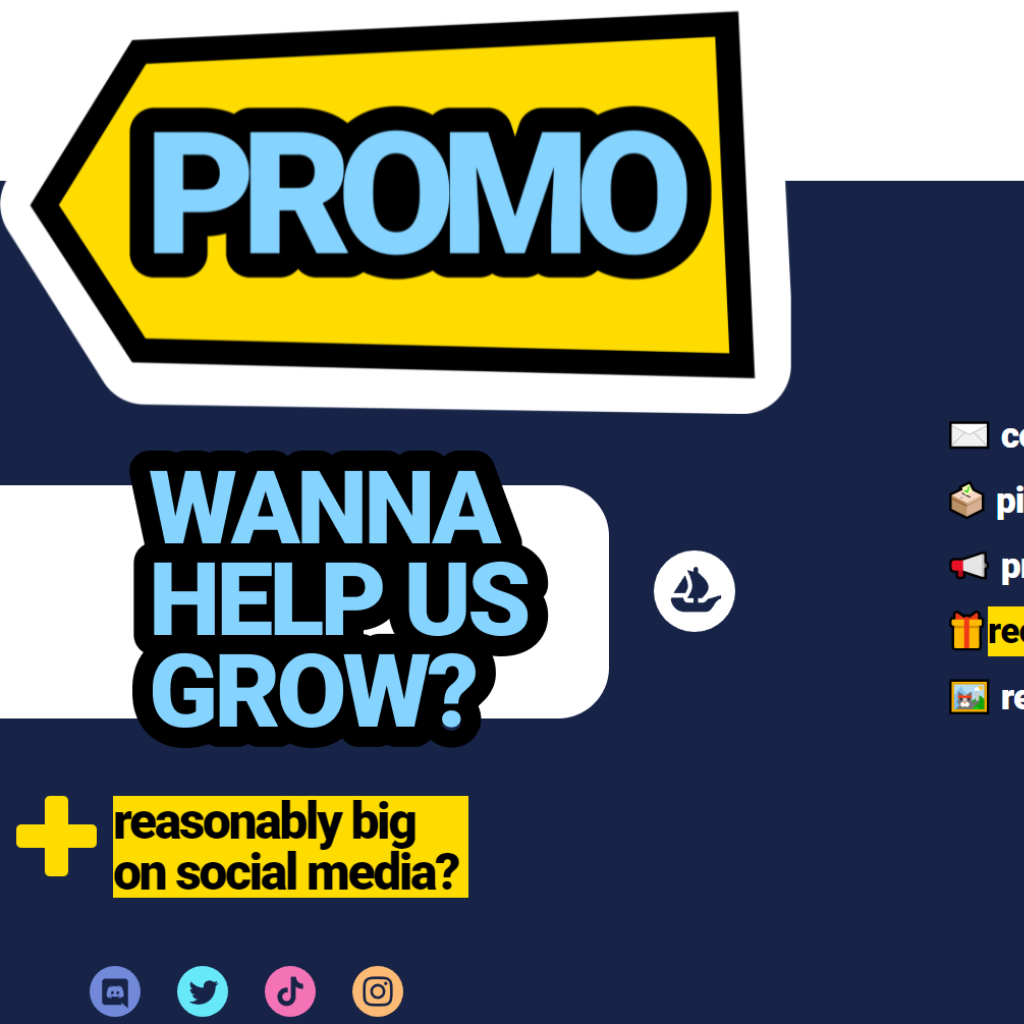 PROMO
WANNA
HELP US
GROW?
reasonably big
on social media?